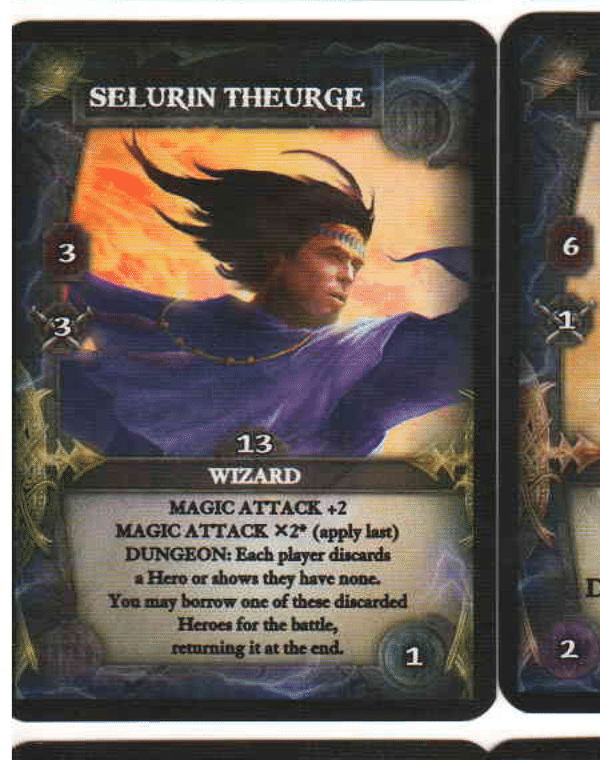 SELURIN THEURGE
3
3
13
WIZARD
MAGIC ATTACK +2
MAGIC ATTACK ×2* (apply last)
DUNGEON: Each player discards
a Hero or shows they have none.
You may borrow one of these discarded
Heroes for the battle,
returning it at the end.
1
6
1
D
2